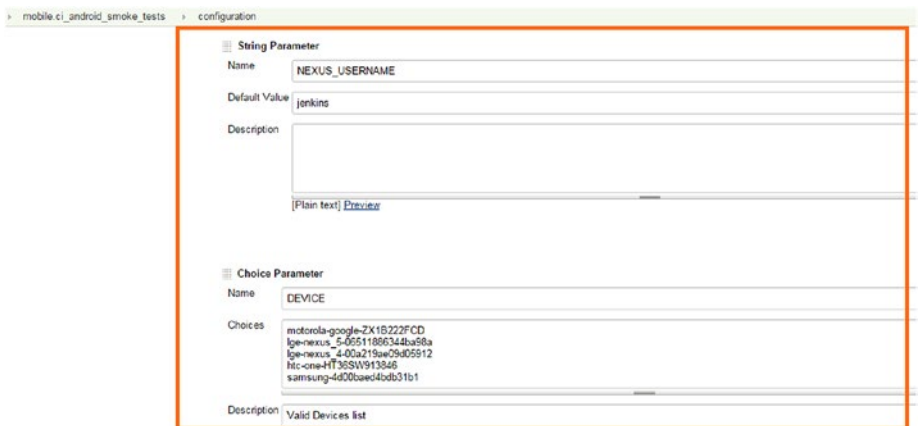 mobile.ci_android_smoke_tests configuration
String Parameter
Name
NEXUS_USERNAME
Default Value
jenkins
Description
[Plain text] Preview
Choice Parameter
Name
DEVICE
Choices
motorola-google-ZX1B222FCD
lge-nexus_5-06511886344ba98a
lge-nexus_4-00a219ae09d05912
htc-one-HT36SW913846
samsung-4d00baed4bdb31b1
Description
Valid Devices list